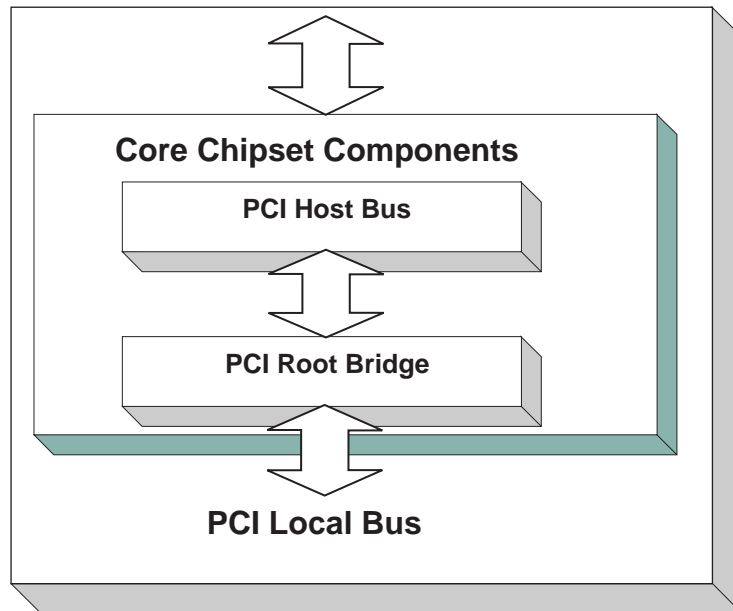 Core Chipset Components
PCI Host Bus
PCI Root Bridge
PCI Local Bus